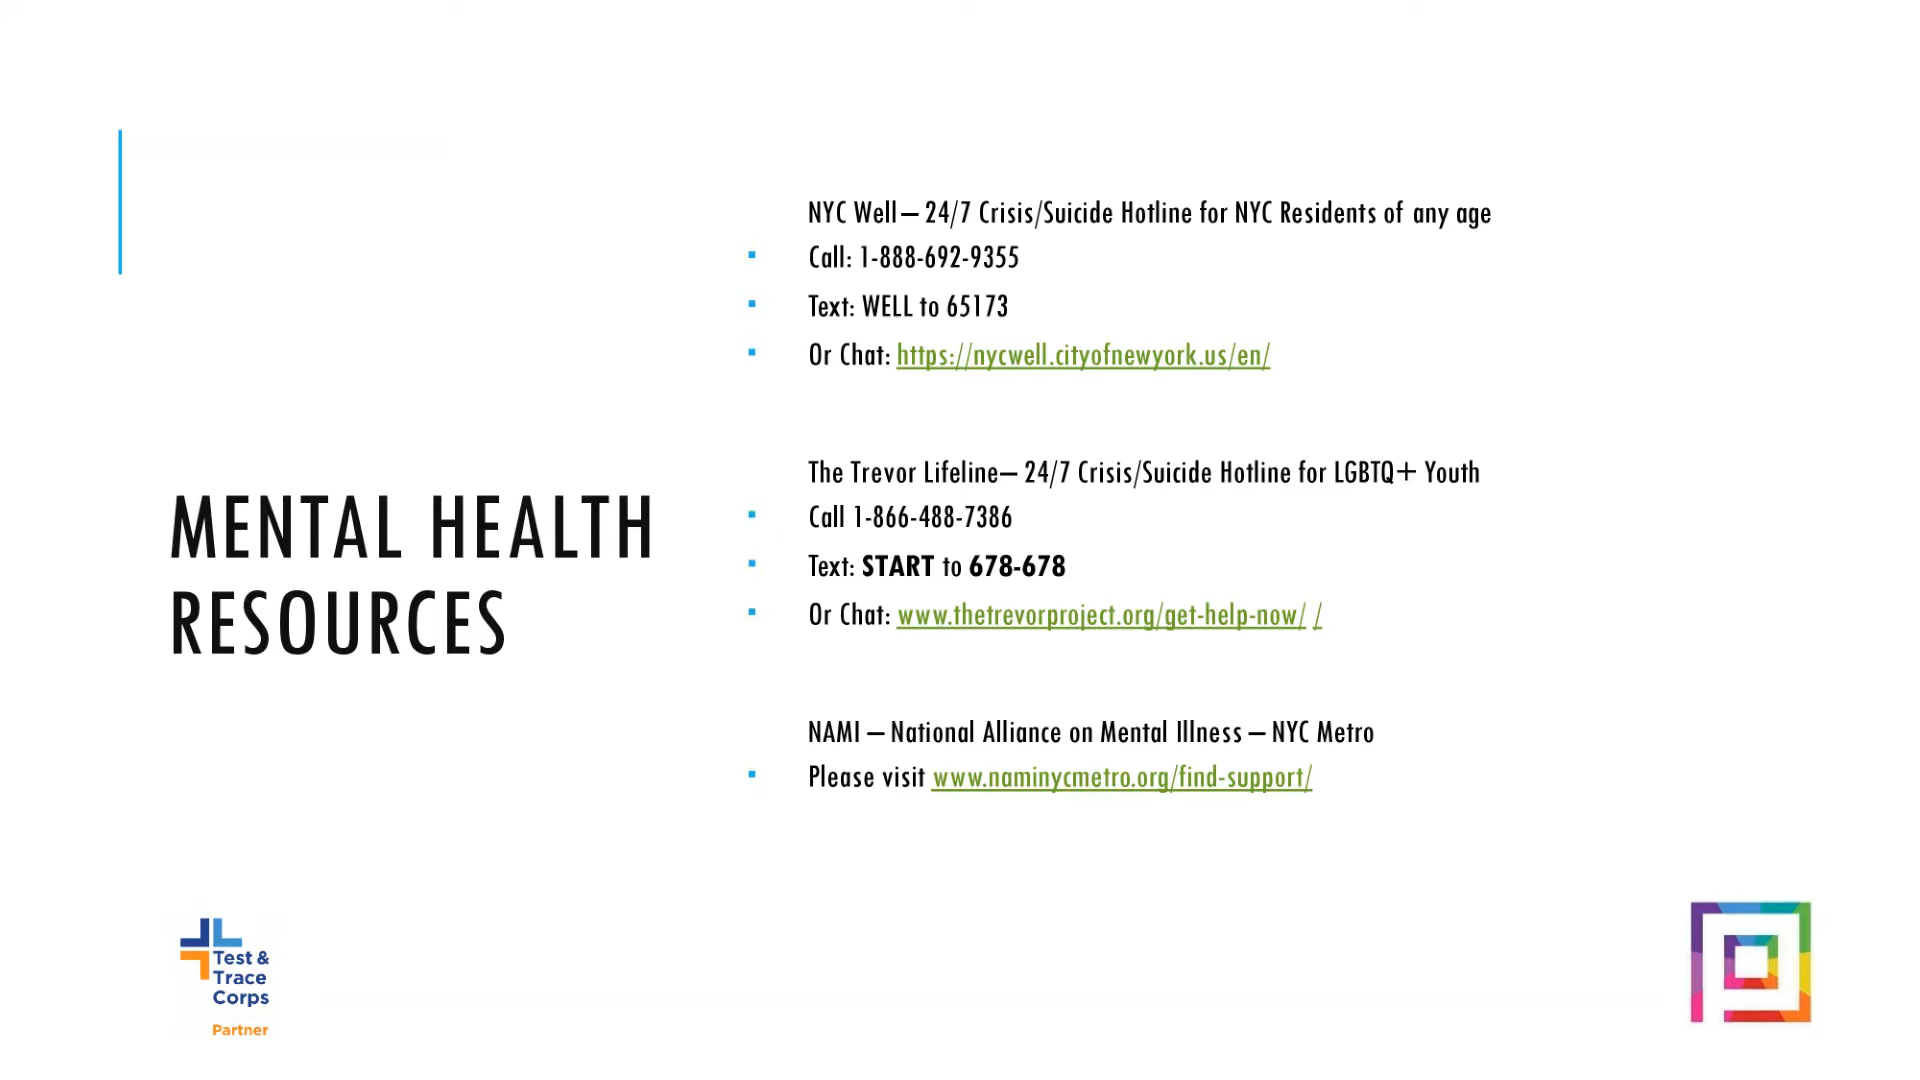 NYC Well – 24/7 Crisis/Suicide Hotline for NYC Residents of any age
Call: 1-888-692-9355
Text: WELL to 65173
Or Chat: https://nycwell.cityofnewyork.us/en/
The Trevor Lifeline– 24/7 Crisis/Suicide Hotline for LGBTQ+ Youth
Call 1-866-488-7386
Text: START to 678-678
Or Chat: www.thetrevorproject.org/get-help-now/ /
NAMI – National Alliance on Mental Illness – NYC Metro
Please visit www.naminycmetro.org/find-support/
MENTAL HEALTH
RESOURCES
Test &
Trace
Corps
Partner